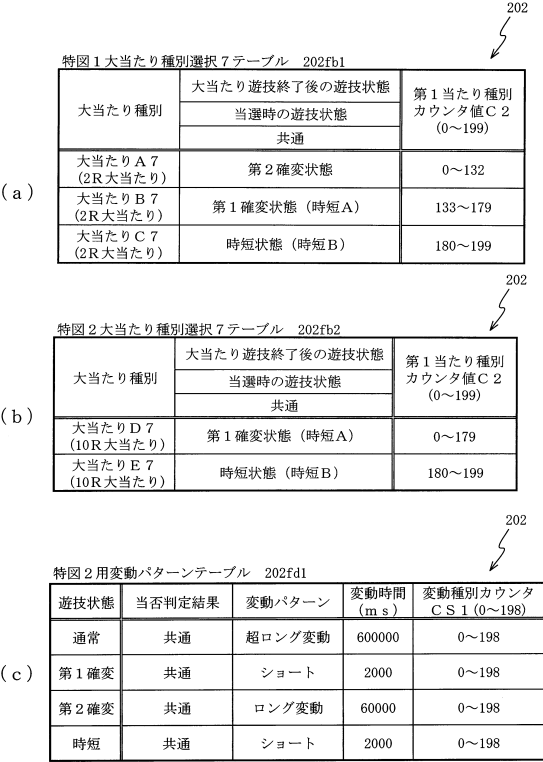 202
特図1大当たり種別選択7テーブル 202fb1
(a)
大当たり種別
大当たり遊技終了後の遊技状態
当選時の遊技状態
共通
第1当たり種別
カウンタ値C2
(0～199)
大当たりA7
(2R大当たり)
第2確変状態
0～132
大当たりB7
(2R大当たり)
第1確変状態（時短A）
133～179
大当たりC7
(2R大当たり)
時短状態（時短B）
180～199
202
特図2大当たり種別選択7テーブル 202fb2
(b)
大当たり種別
大当たり遊技終了後の遊技状態
当選時の遊技状態
共通
第1当たり種別
カウンタ値C2
(0～199)
大当たりD7
(10R大当たり)
第1確変状態（時短A）
0～179
大当たりE7
(10R大当たり)
時短状態（時短B）
180～199
202
特図2用変動パターンテーブル 202fd1
(c)
遊技状態
当否判定結果
変動パターン
変動時間
(ms)
変動種別カウンタ
CS1(0～198)
通常
共通
超ロング変動
600000
0～198
第1確変
共通
ショート
2000
0～198
第2確変
共通
ロング変動
60000
0～198
時短
共通
ショート
2000
0～198